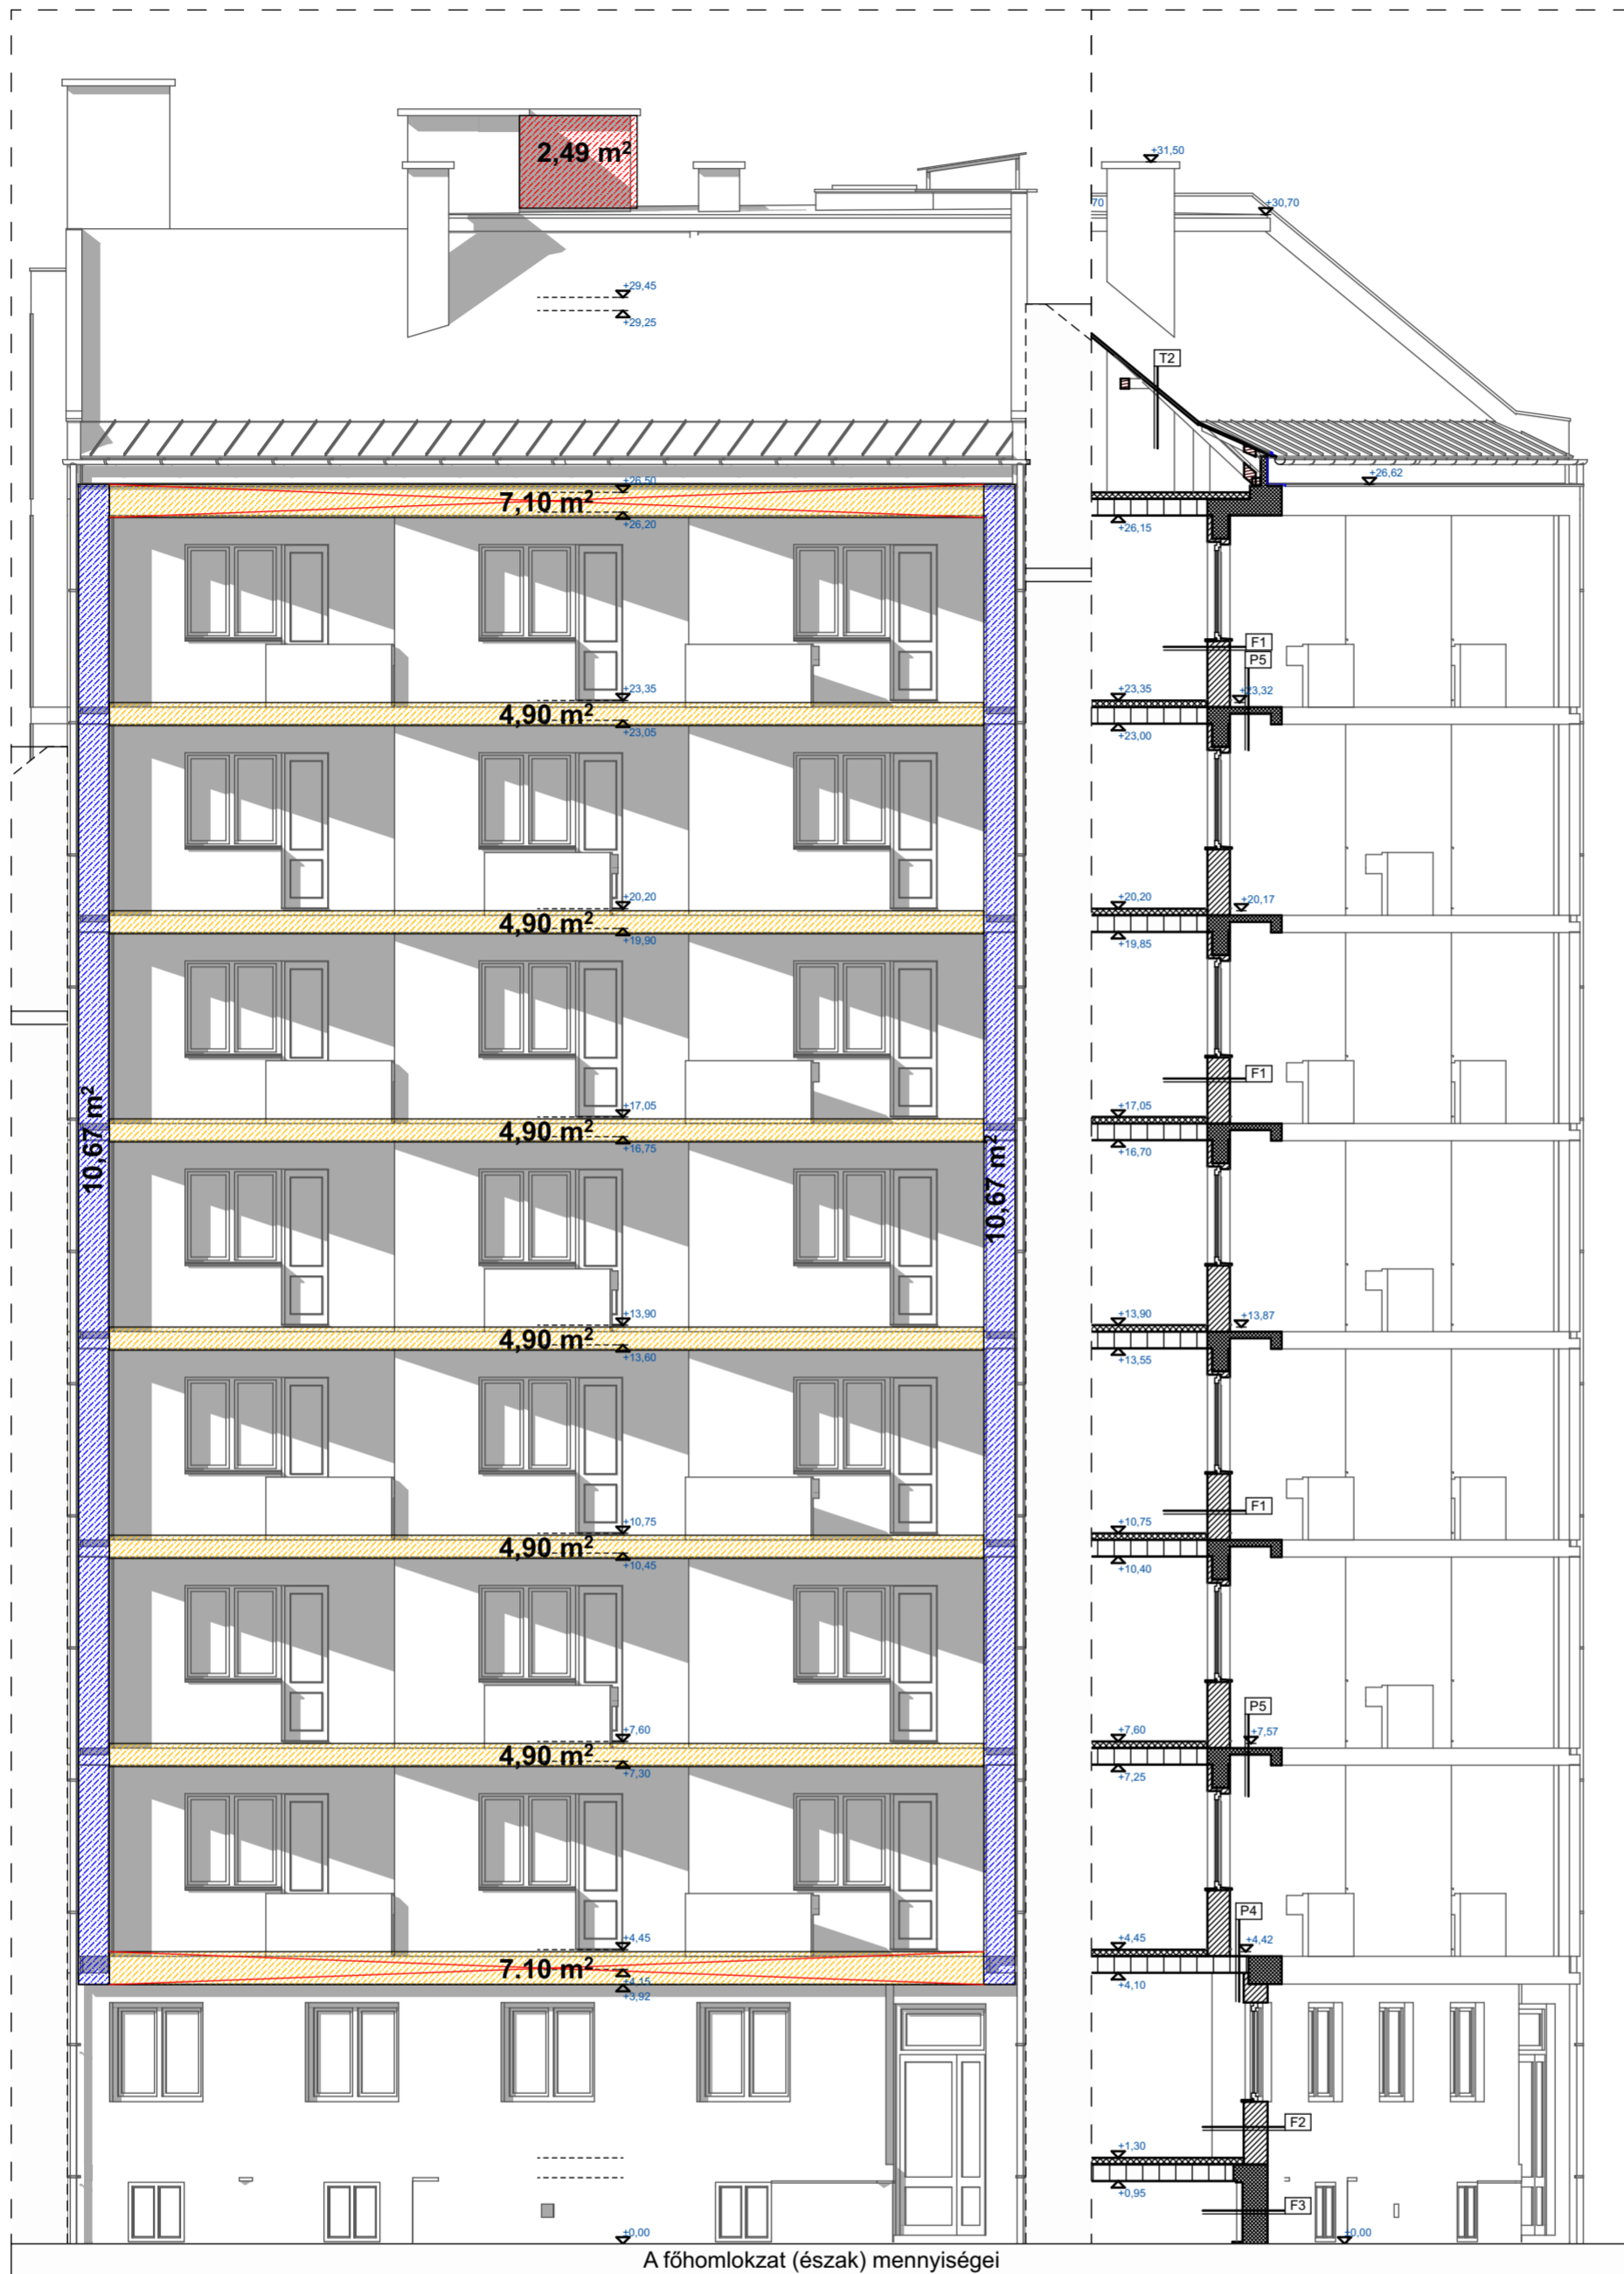 2,49 m²
+31,50
70
+30,70
+29,45
+29,25
T2
+26,50
7,10 m²
+26,20
+26,62
+26,15
F1
P5
+23,35
4,90 m²
+23,05
+23,35
+23,32
+23,00
+20,20
4,90 m²
+19,90
+20,20
+20,17
+19,85
F1
+17,05
4,90 m²
+16,75
+17,05
+16,70
10,67 m²
10,67 m²
+13,90
4,90 m²
+13,60
+13,90
+13,87
+13,55
F1
+10,75
4,90 m²
+10,45
+10,75
+10,40
P5
+7,60
4,90 m²
+7,30
+7,60
+7,57
+7,25
P4
+4,45
7.10 m²
+4,15
+3,92
+4,45
+4,42
+4,10
F2
+1,30
+0,95
F3
+0,00
+0,00
A főhomlokzat (észak) mennyiségei